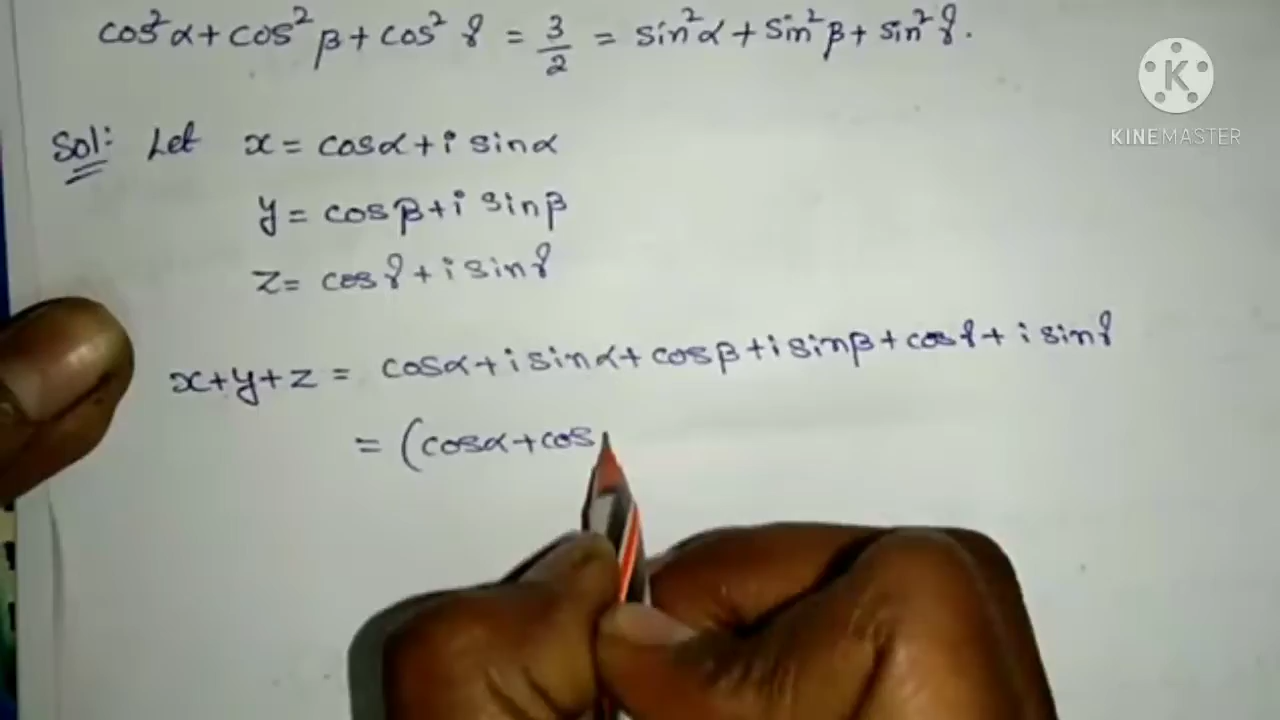 cos²α + cos²β + cos²γ = 3/2 = sin²α + sin²β + sin²γ.
Sol: Let x = cosα + i sinα
y = cosβ + i sinβ
z = cosγ + i sinγ
x+y+z = cosα + i sinα + cosβ + i sinβ + cosγ + i sinγ
= (cosα + cos
K
KINEMASTER